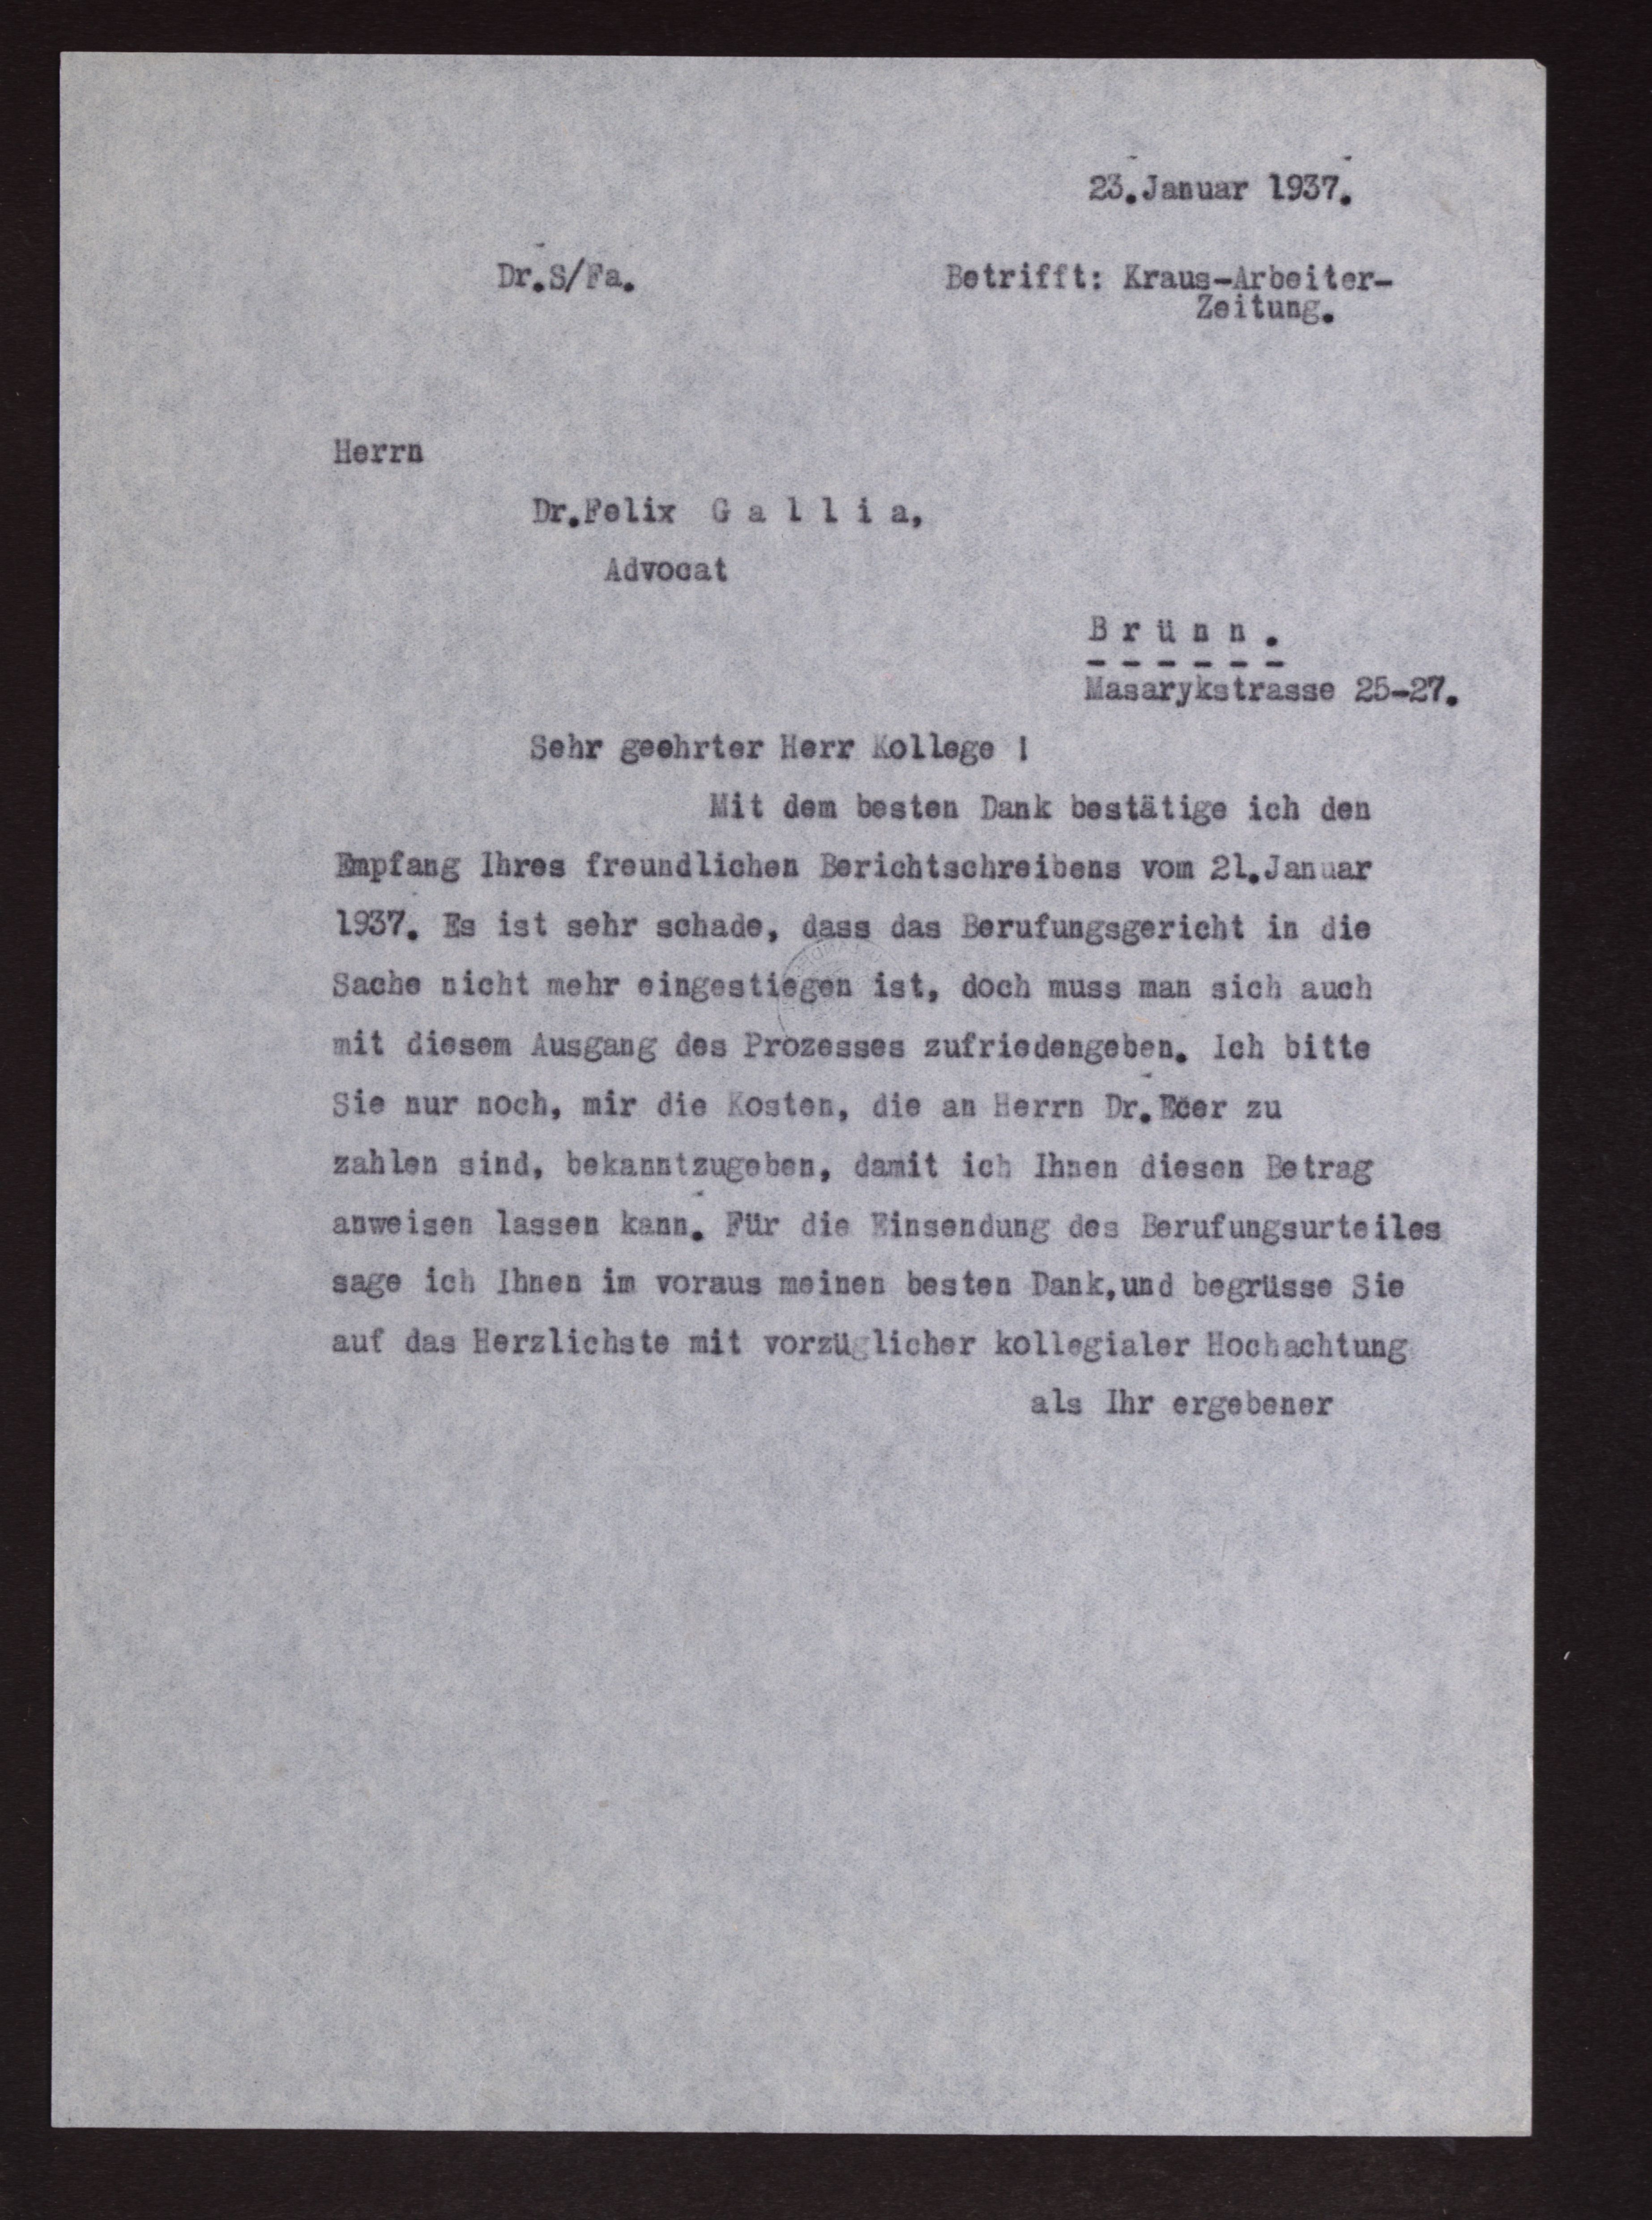 23.Januar 1937.
Dr.S/Fa.
Betrifft: Kraus-Arbeiter-
Zeitung.
Herrn
Dr.Felix G a l l i a,
Advocat
B r ü n n .
- - - - - -
Masarykstrasse 25-27.
Sehr geehrter Herr Kollege !
Mit dem besten Dank bestätige ich den
Empfang Ihres freundlichen Berichtschreibens vom 21.Januar
1937. Es ist sehr schade, dass das Berufungsgericht in die
Sache nicht mehr eingestiegen ist, doch muss man sich auch
mit diesem Ausgang des Prozesses zufriedengeben. Ich bitte
Sie nur noch, mir die Kosten, die an Herrn Dr.Ečer zu
zahlen sind, bekanntzugeben, damit ich Ihnen diesen Betrag
anweisen lassen kann. Für die Einsendung des Berufungsurteiles
sage ich Ihnen im voraus meinen besten Dank,und begrüsse Sie
auf das Herzlichste mit vorzüglicher kollegialer Hochachtung
als Ihr ergebener